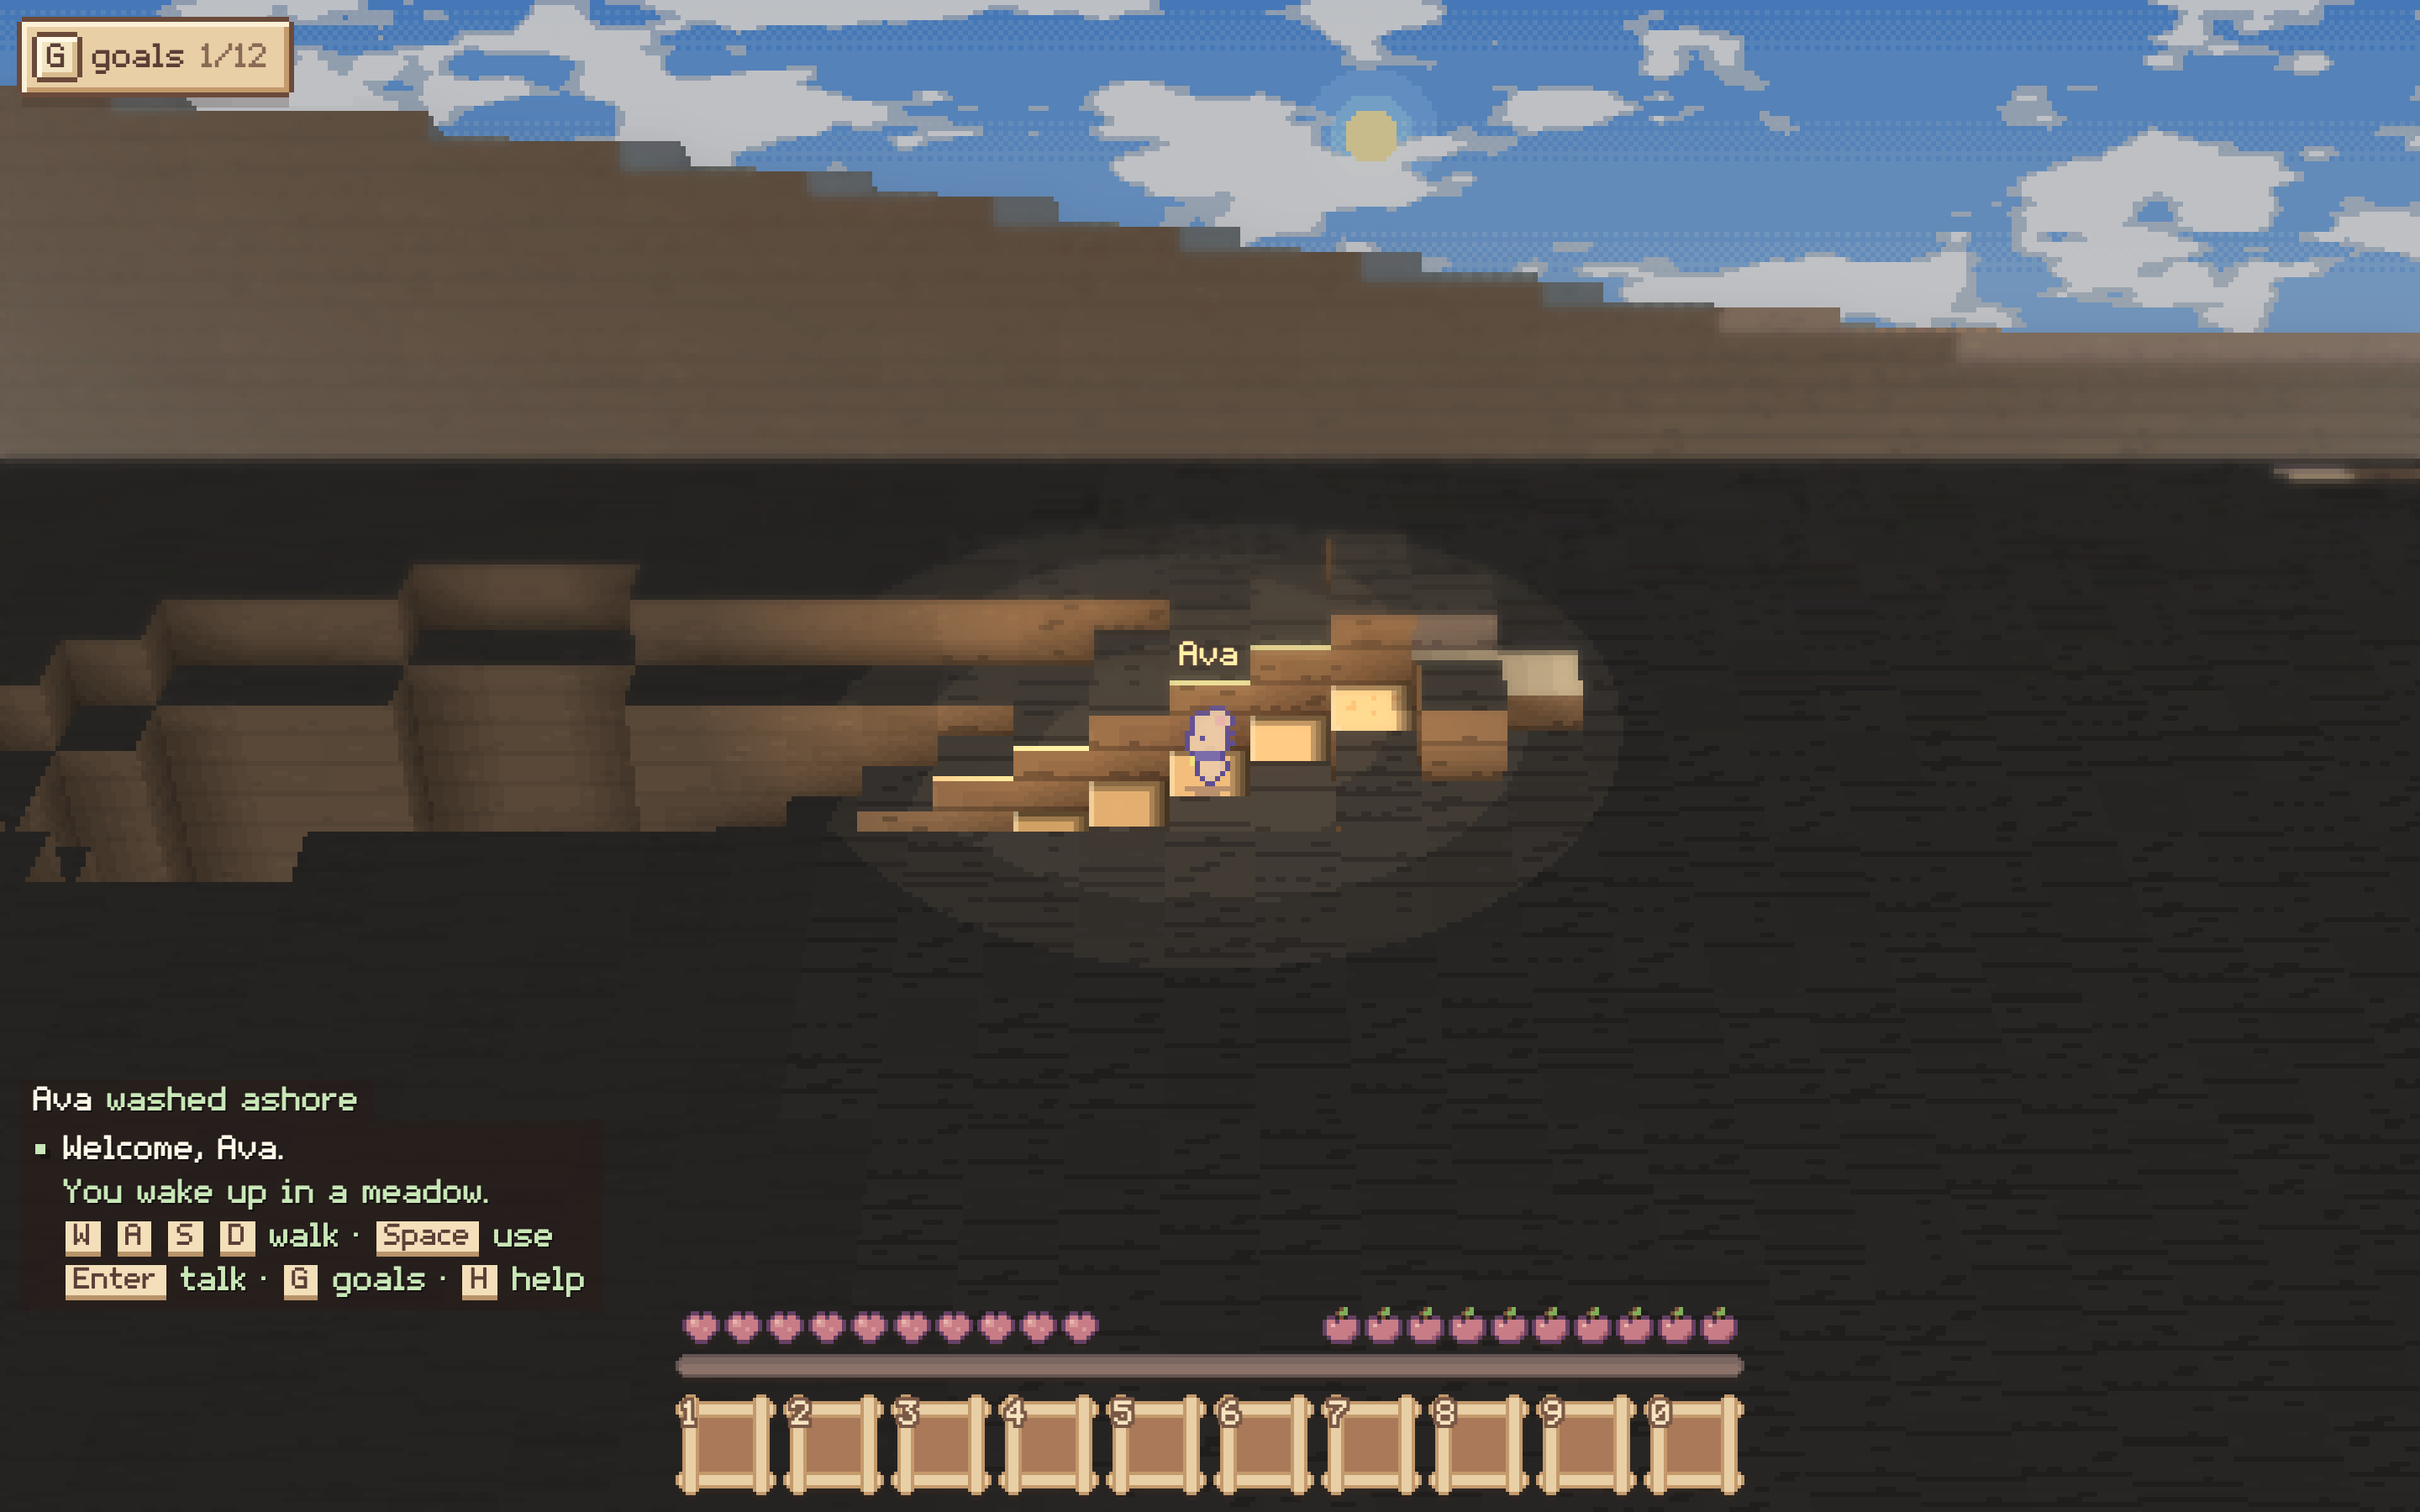 G goals 1/12
Ava
Ava washed ashore
Welcome, Ava.
You wake up in a meadow.
W A S D walk · Space use
Enter talk · G goals · H help
1 2 3 4 5 6 7 8 9 0